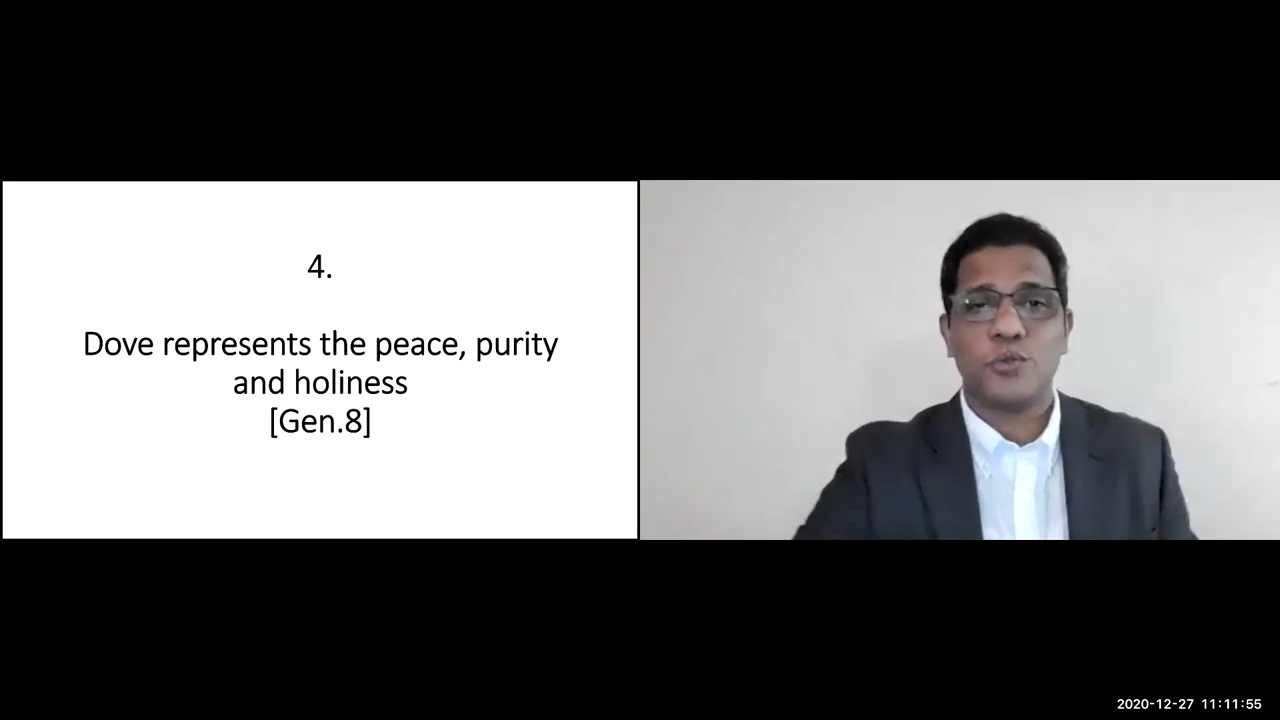 4.
Dove represents the peace, purity
and holiness
[Gen.8]
2020-12-27 11:11:55